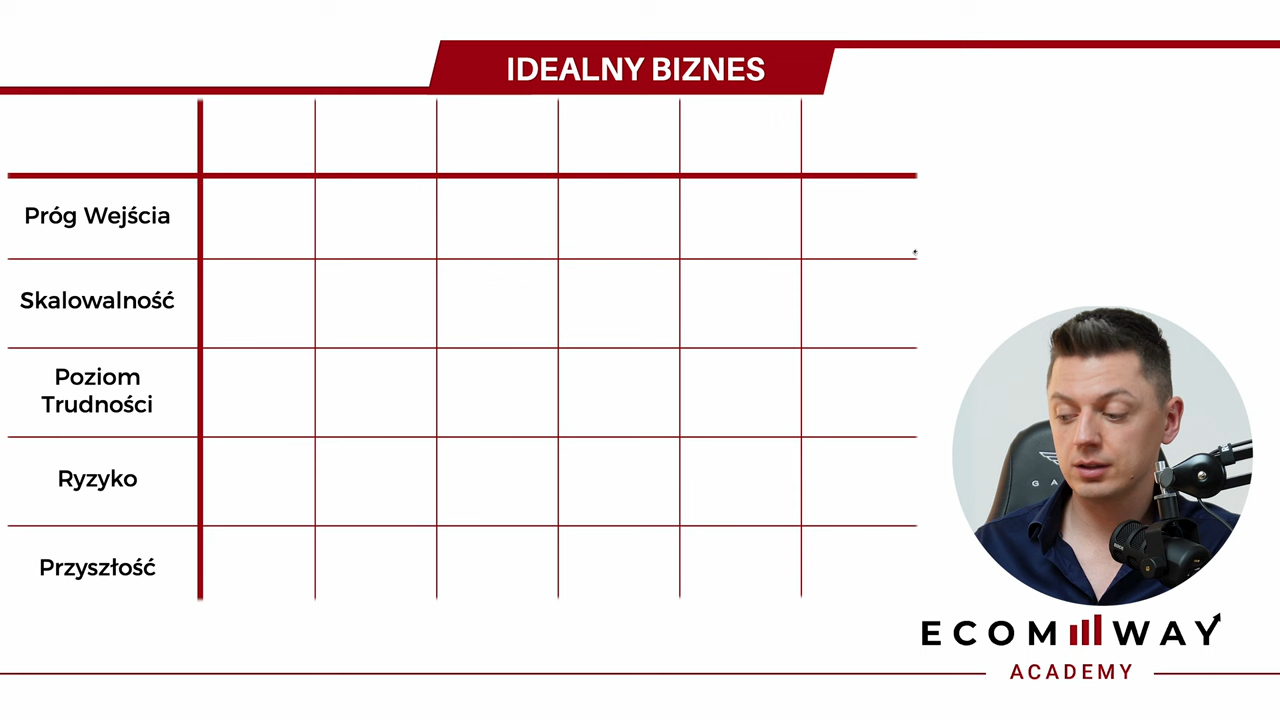 IDEALNY BIZNES
Próg Wejścia
Skalowalność
Poziom
Trudności
Ryzyko
Przyszłość
ECOM WAY
ACADEMY